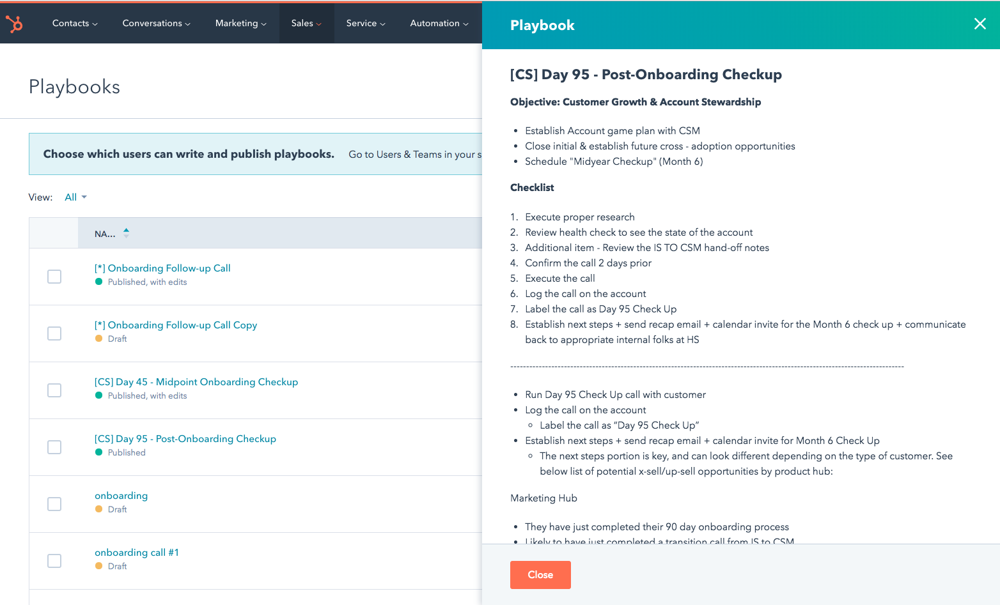 Contacts
Conversations
Marketing
Sales
Service
Automation
Playbooks
Choose which users can write and publish playbooks. Go to Users & Teams in your s
View: All
NA...
[*] Onboarding Follow-up Call
Published, with edits
[*] Onboarding Follow-up Call Copy
Draft
[CS] Day 45 - Midpoint Onboarding Checkup
Published, with edits
[CS] Day 95 - Post-Onboarding Checkup
Published
onboarding
Draft
onboarding call #1
Draft
Playbook
[CS] Day 95 - Post-Onboarding Checkup
Objective: Customer Growth & Account Stewardship
• Establish Account game plan with CSM
• Close initial & establish future cross - adoption opportunities
• Schedule "Midyear Checkup" (Month 6)
Checklist
1. Execute proper research
2. Review health check to see the state of the account
3. Additional item - Review the IS TO CSM hand-off notes
4. Confirm the call 2 days prior
5. Execute the call
6. Log the call on the account
7. Label the call as Day 95 Check Up
8. Establish next steps + send recap email + calendar invite for the Month 6 check up + communicate
back to appropriate internal folks at HS
--------------------------------------------------------------------------------------------------------------------------
• Run Day 95 Check Up call with customer
• Log the call on the account
◦ Label the call as “Day 95 Check Up”
• Establish next steps + send recap email + calendar invite for Month 6 Check Up
◦ The next steps portion is key, and can look different depending on the type of customer. See
below list of potential x-sell/up-sell opportunities by product hub:
Marketing Hub
• They have just completed their 90 day onboarding process
• Likely to have just completed a transition call from IS to CSM
Close